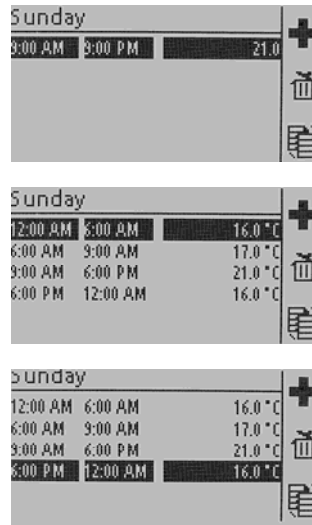 Sunday
9:00 AM 9:00 PM 21.0
Sunday
12:00 AM 6:00 AM 16.0 °C
6:00 AM 9:00 AM 17.0 °C
9:00 AM 6:00 PM 21.0 °C
6:00 PM 12:00 AM 16.0 °C
Sunday
12:00 AM 6:00 AM 16.0 °C
6:00 AM 9:00 AM 17.0 °C
9:00 AM 6:00 PM 21.0 °C
6:00 PM 12:00 AM 16.0 °C